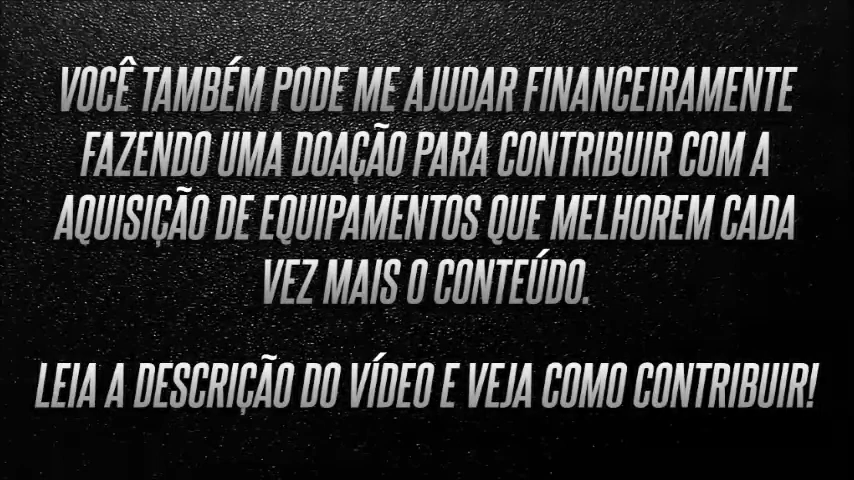 VOCÊ TAMBÉM PODE ME AJUDAR FINANCEIRAMENTE
FAZENDO UMA DOAÇÃO PARA CONTRIBUIR COM A
AQUISIÇÃO DE EQUIPAMENTOS QUE MELHOREM CADA
VEZ MAIS O CONTEÚDO.
LEIA A DESCRIÇÃO DO VÍDEO E VEJA COMO CONTRIBUIR!